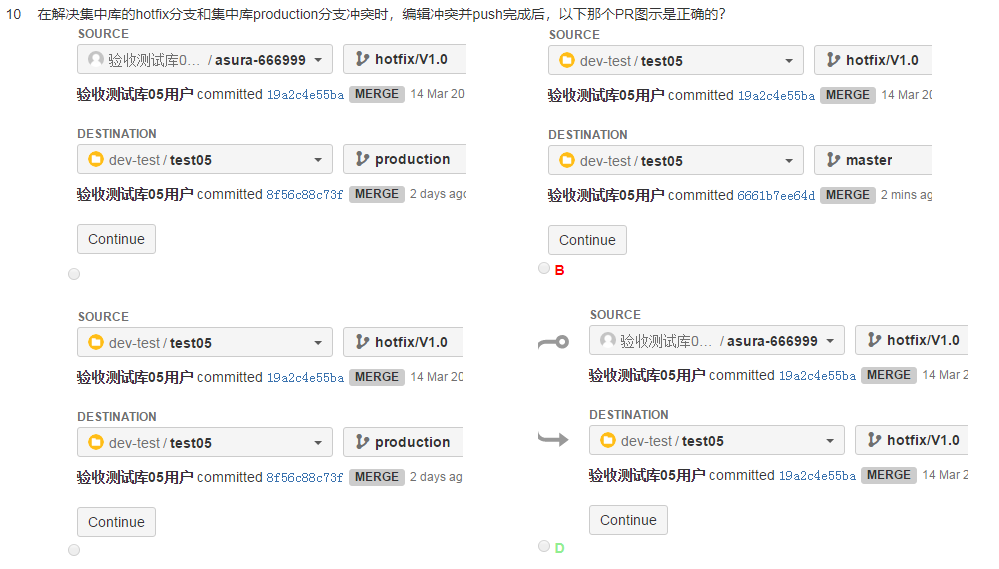 10 在解决集中库的hotfix分支和集中库production分支冲突时，编辑冲突并push完成后，以下那个PR图示是正确的？
SOURCE
验收测试库0... / asura-666999 hotfix/V1.0
验收测试库05用户 committed 19a2c4e55ba MERGE 14 Mar 20
DESTINATION
dev-test / test05 production
验收测试库05用户 committed 8f56c88c73f MERGE 2 days ago
Continue
SOURCE
dev-test / test05 hotfix/V1.0
验收测试库05用户 committed 19a2c4e55ba MERGE 14 Mar 20
DESTINATION
dev-test / test05 master
验收测试库05用户 committed 6661b7ee64d MERGE 2 mins ag
Continue
B
SOURCE
dev-test / test05 hotfix/V1.0
验收测试库05用户 committed 19a2c4e55ba MERGE 14 Mar 20
DESTINATION
dev-test / test05 production
验收测试库05用户 committed 8f56c88c73f MERGE 2 days ag
Continue
SOURCE
验收测试库0... / asura-666999 hotfix/V1.0
验收测试库05用户 committed 19a2c4e55ba MERGE 14 Mar 2
DESTINATION
dev-test / test05 hotfix/V1.0
验收测试库05用户 committed 19a2c4e55ba MERGE 14 Mar 2
Continue
D